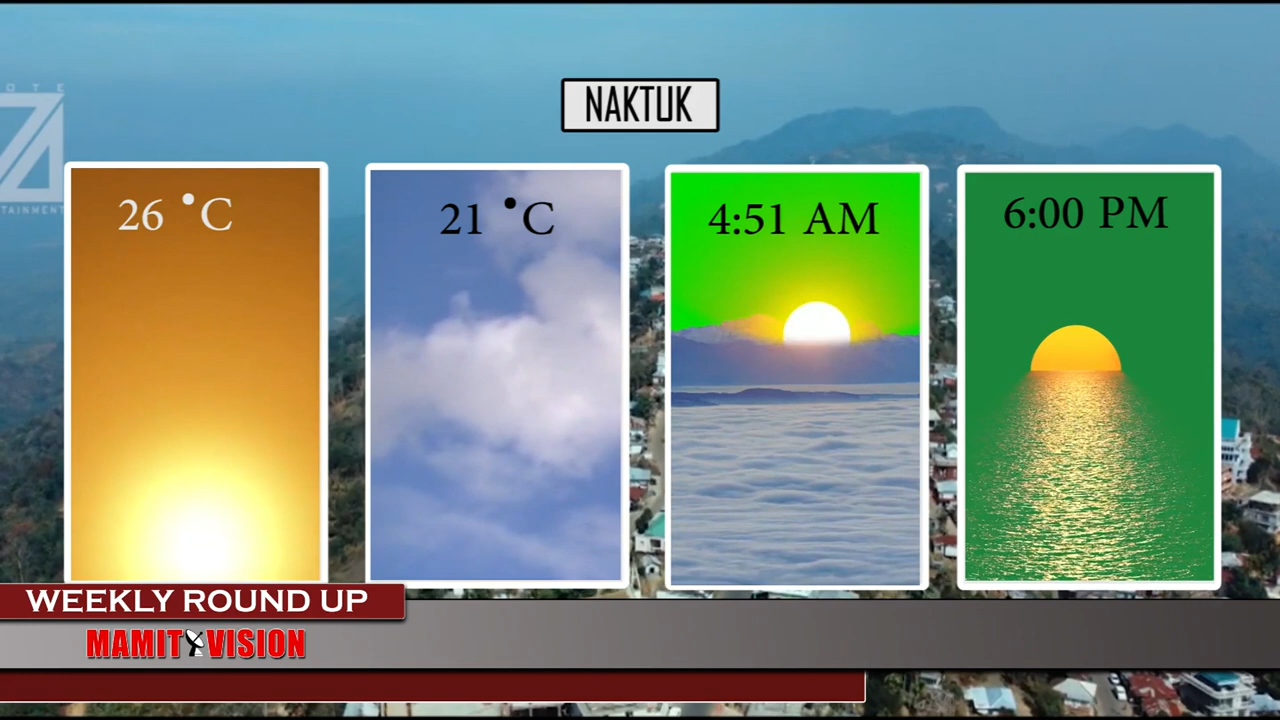 NAKTUK
26 °C
21 °C
4:51 AM
6:00 PM
WEEKLY ROUND UP
MAMIT VISION